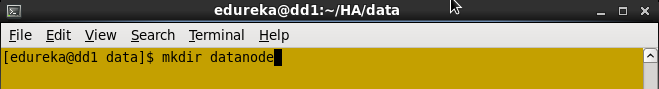 edureka@dd1:~/HA/data
File Edit View Search Terminal Help
[edureka@dd1 data]$ mkdir datanode